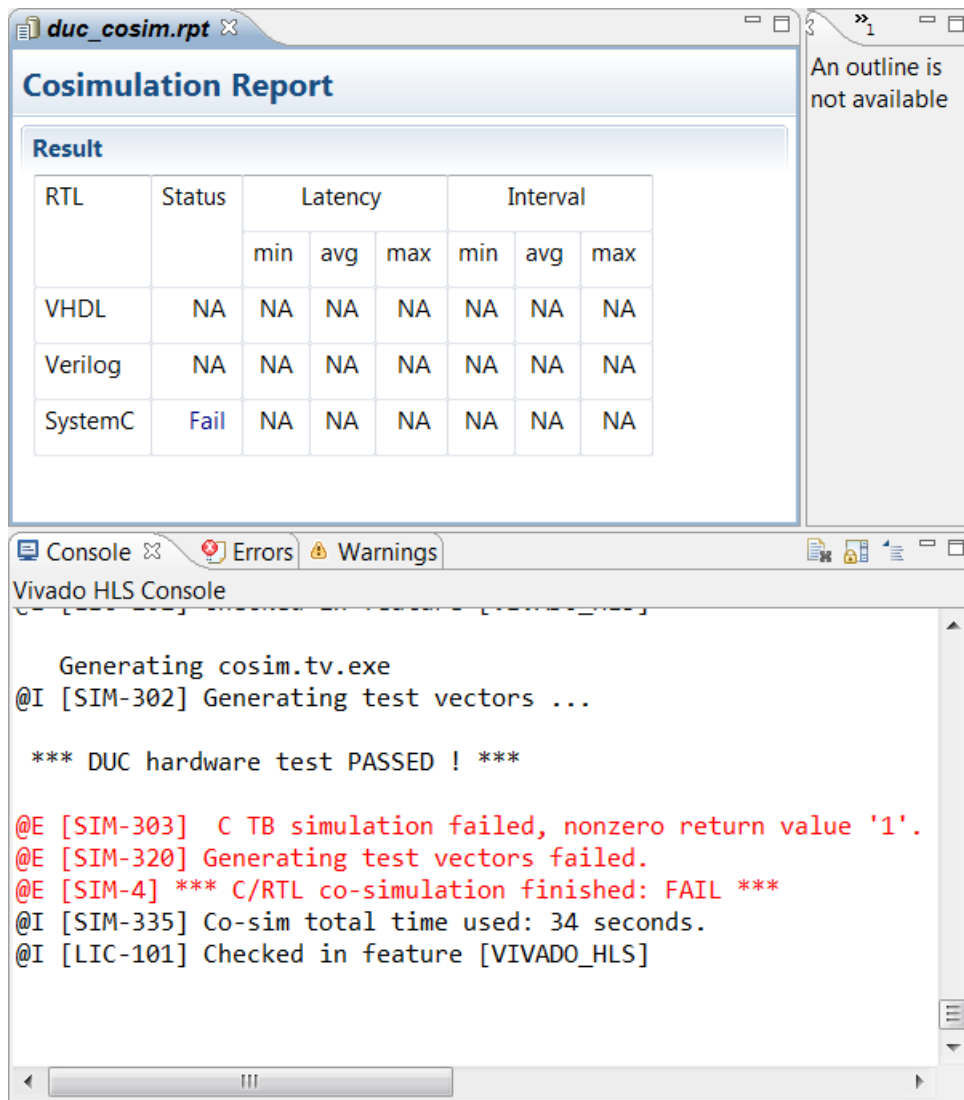 duc_cosim.rpt
»1
An outline is
not available
Cosimulation Report
Result
RTL Status Latency Interval
min avg max min avg max
VHDL NA NA NA NA NA NA NA
Verilog NA NA NA NA NA NA NA
SystemC Fail NA NA NA NA NA NA
Console Errors Warnings
Vivado HLS Console
Generating cosim.tv.exe
@I [SIM-302] Generating test vectors ...
*** DUC hardware test PASSED ! ***
@E [SIM-303]  C TB simulation failed, nonzero return value '1'.
@E [SIM-320] Generating test vectors failed.
@E [SIM-4] *** C/RTL co-simulation finished: FAIL ***
@I [SIM-335] Co-sim total time used: 34 seconds.
@I [LIC-101] Checked in feature [VIVADO_HLS]